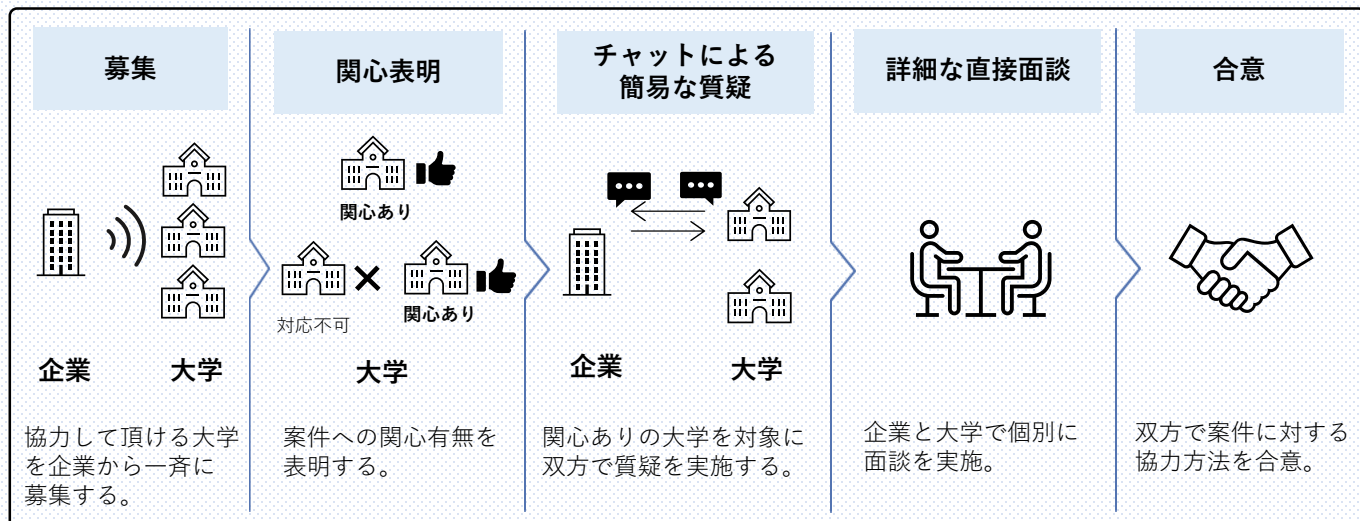 募集
企業
大学
協力して頂ける大学
を企業から一斉に
募集する。
関心表明
関心あり
対応不可
関心あり
大学
案件への関心有無を
表明する。
チャットによる
簡易な質疑
企業
大学
関心ありの大学を対象に
双方で質疑を実施する。
詳細な直接面談
企業と大学で個別に
面談を実施。
合意
双方で案件に対する
協力方法を合意。